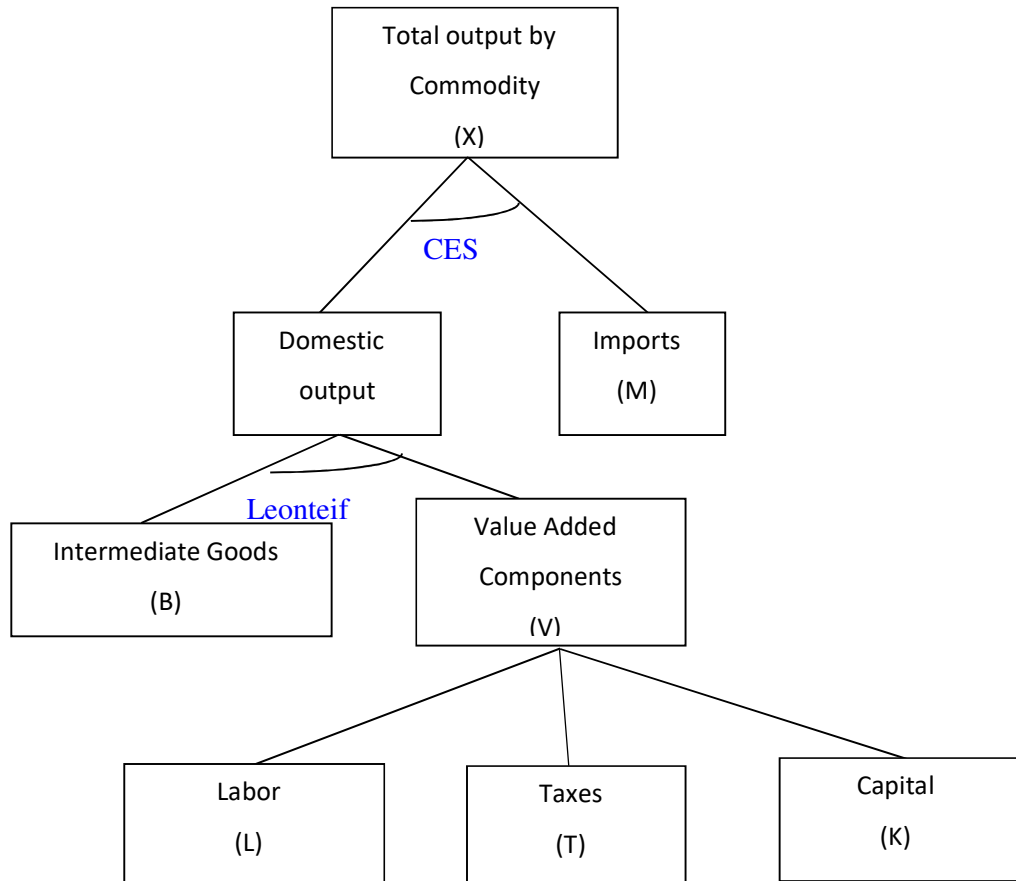 Total output by
Commodity
(X)
CES
Domestic
output
Imports
(M)
Leonteif
Intermediate Goods
(B)
Value Added
Components
(V)
Labor
(L)
Taxes
(T)
Capital
(K)